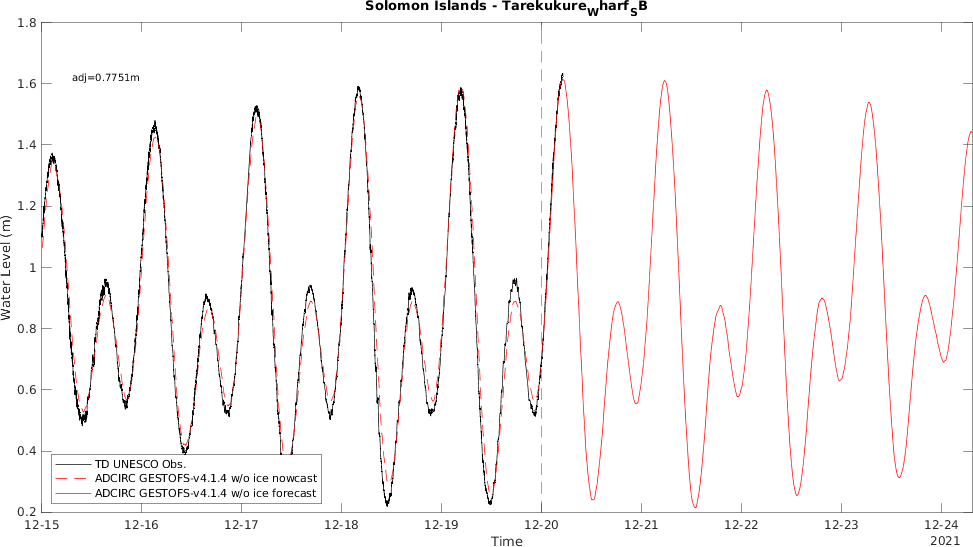 Solomon Islands - Tarekukure_Wharf_SB
1.8
adj=0.7751m
1.6
1.4
1.2
1
0.8
0.6
0.4
0.2
Water Level (m)
TD UNESCO Obs.
ADCIRC GESTOFS-v4.1.4 w/o ice nowcast
ADCIRC GESTOFS-v4.1.4 w/o ice forecast
12-15 12-16 12-17 12-18 12-19 12-20 12-21 12-22 12-23 12-24
Time
2021